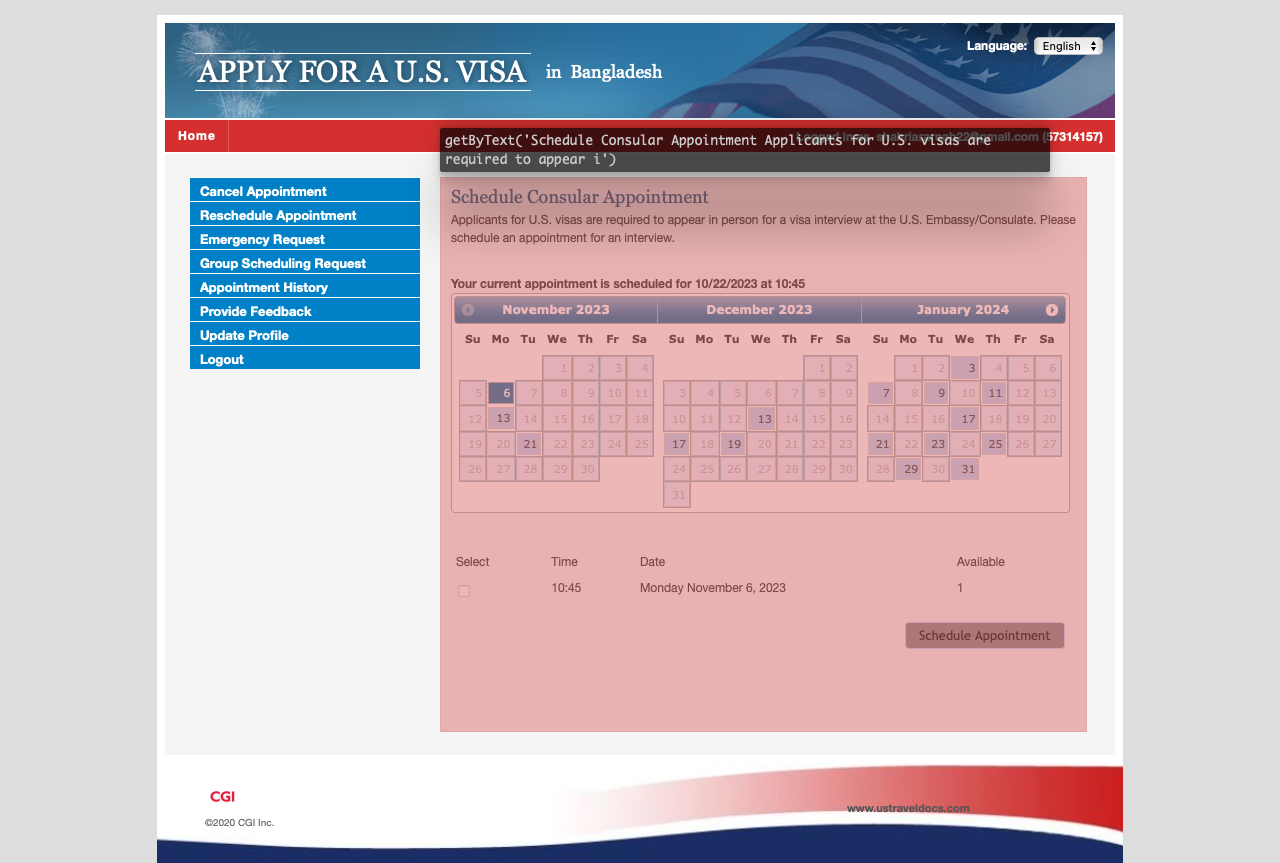 Language: English
APPLY FOR A U.S. VISA in Bangladesh
Home
(57314157)
getByText('Schedule Consular Appointment Applicants for U.S. visas are
required to appear i')
Cancel Appointment
Reschedule Appointment
Emergency Request
Group Scheduling Request
Appointment History
Provide Feedback
Update Profile
Logout
Schedule Consular Appointment
Applicants for U.S. visas are required to appear in person for a visa interview at the U.S. Embassy/Consulate. Please
schedule an appointment for an interview.
Your current appointment is scheduled for 10/22/2023 at 10:45
November 2023 December 2023 January 2024
Su Mo Tu We Th Fr Sa Su Mo Tu We Th Fr Sa Su Mo Tu We Th Fr Sa
1 2 3 4 1 2 1 2 3 4 5 6
5 6 7 8 9 10 11 3 4 5 6 7 8 9 7 8 9 10 11 12 13
12 13 14 15 16 17 18 10 11 12 13 14 15 16 14 15 16 17 18 19 20
19 20 21 22 23 24 25 17 18 19 20 21 22 23 21 22 23 24 25 26 27
26 27 28 29 30 24 25 26 27 28 29 30 28 29 30 31
31
Select Time Date Available
10:45 Monday November 6, 2023 1
Schedule Appointment
CGI
©2020 CGI Inc.
www.ustraveldocs.com